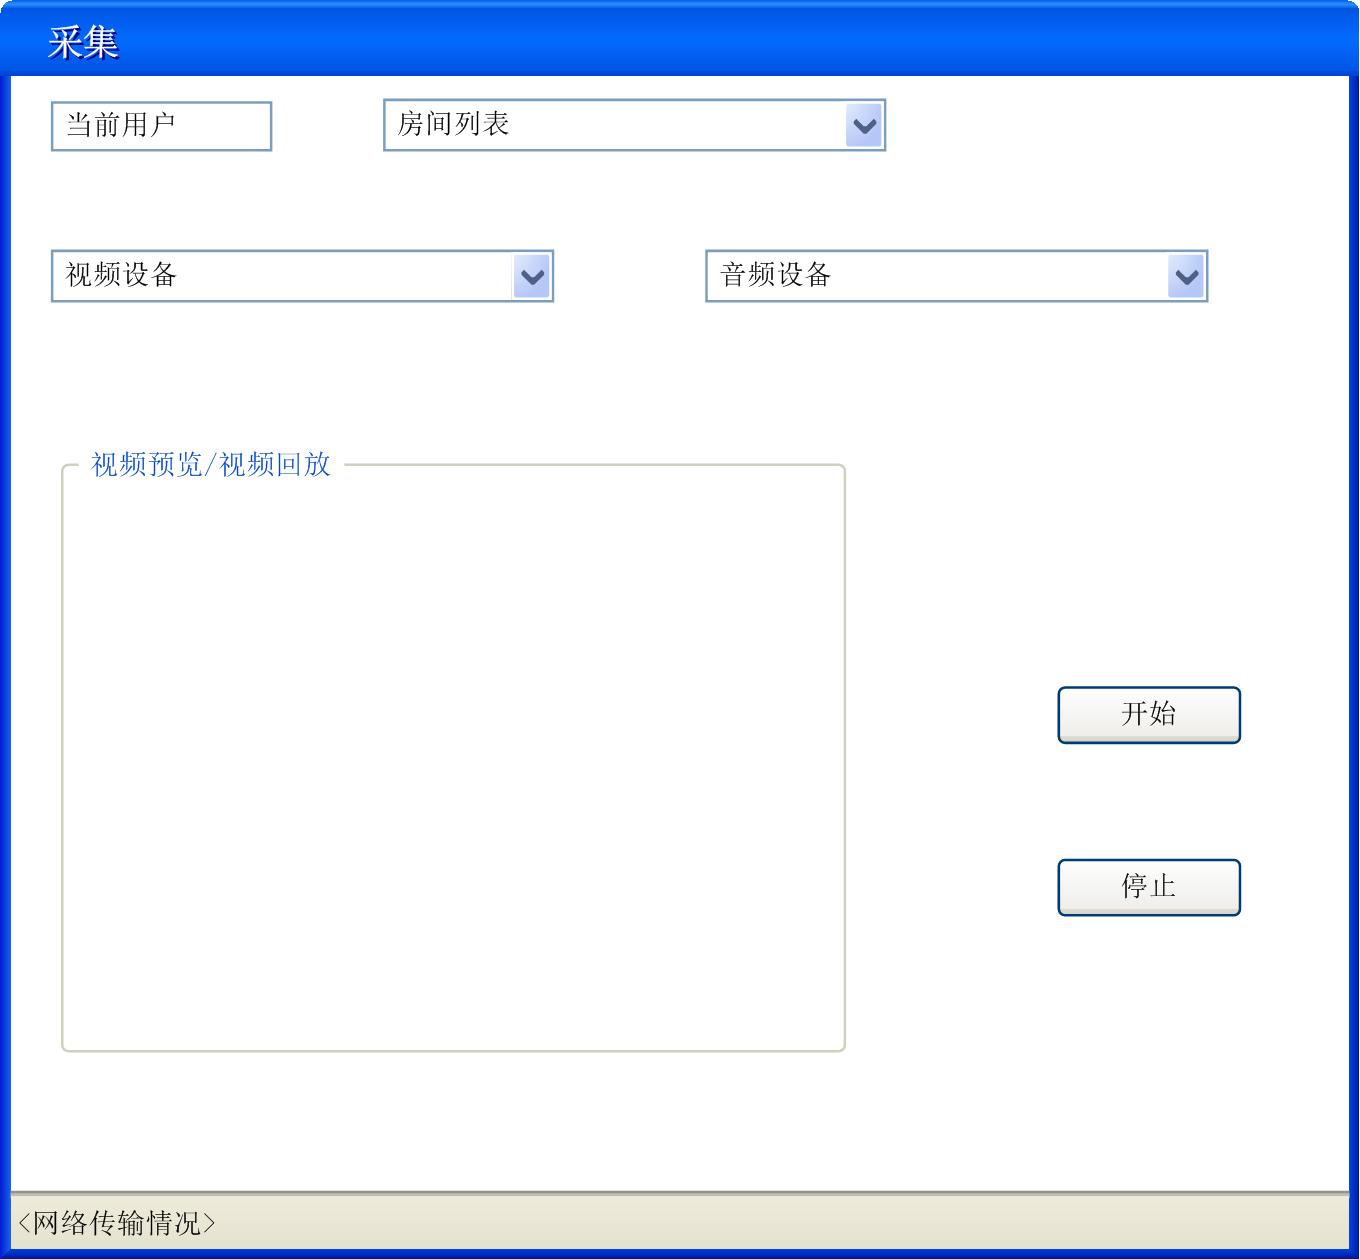 采集
当前用户
房间列表
视频设备
音频设备
视频预览/视频回放
开始
停止
<网络传输情况>